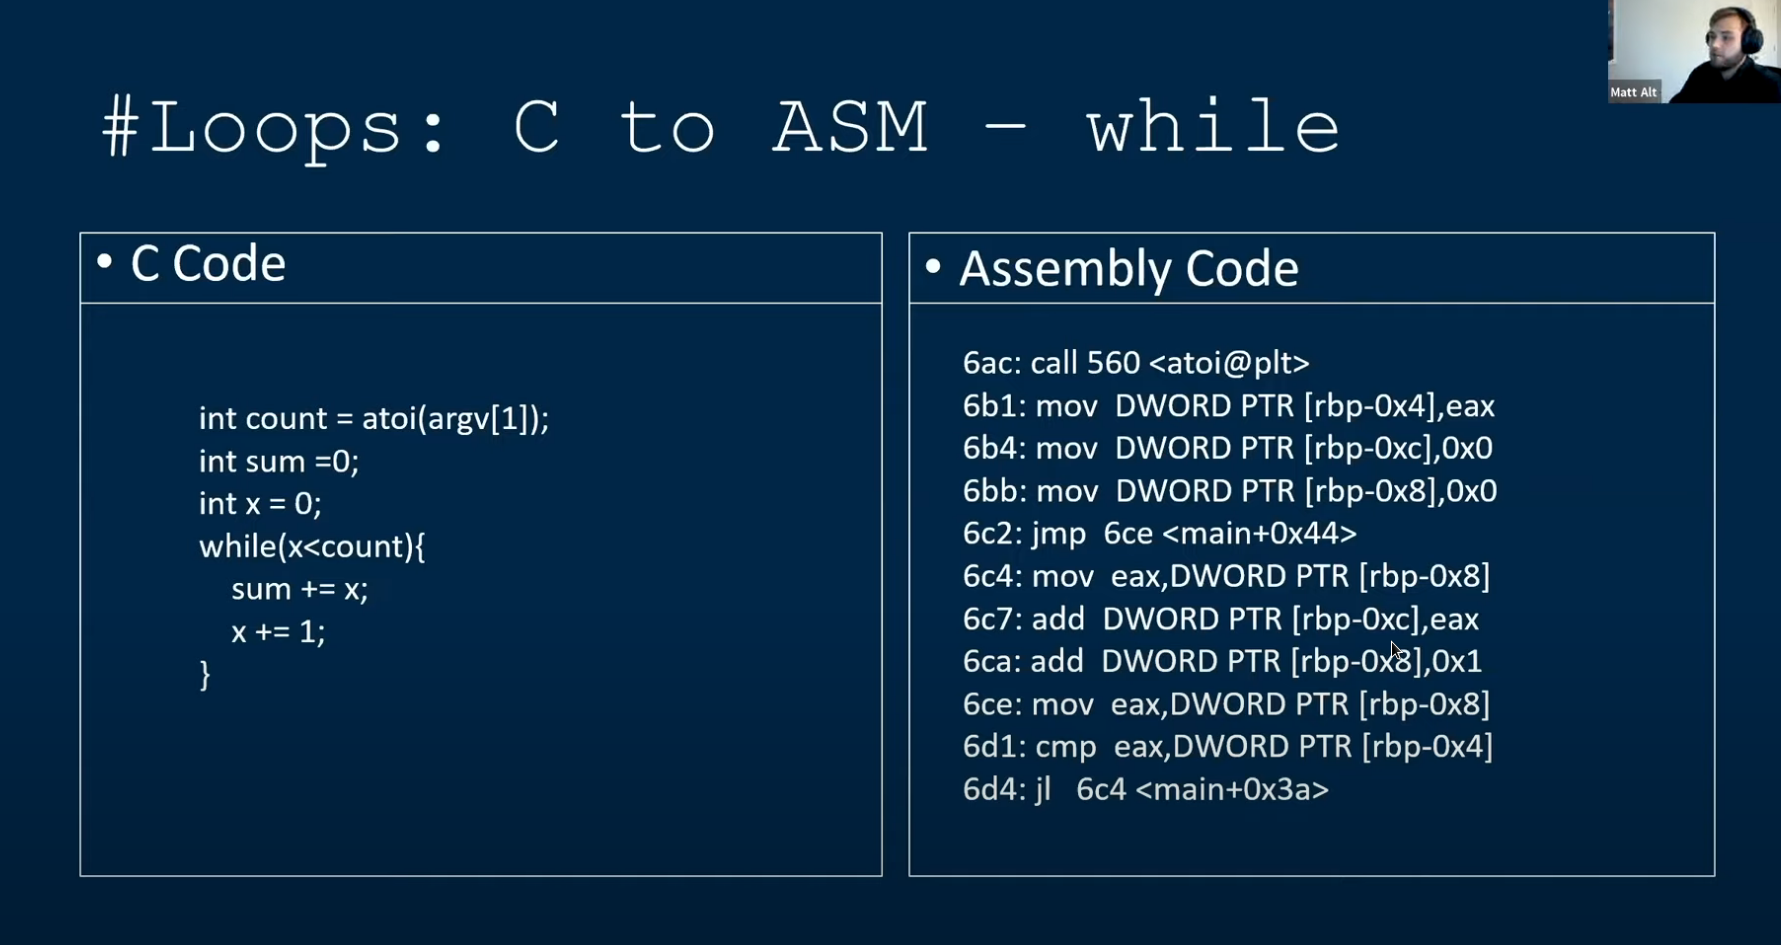 Matt Alt
#Loops: C to ASM – while
• C Code
int count = atoi(argv[1]);
int sum =0;
int x = 0;
while(x<count){
sum += x;
x += 1;
}
• Assembly Code
6ac: call 560 <atoi@plt>
6b1: mov DWORD PTR [rbp-0x4],eax
6b4: mov DWORD PTR [rbp-0xc],0x0
6bb: mov DWORD PTR [rbp-0x8],0x0
6c2: jmp 6ce <main+0x44>
6c4: mov eax,DWORD PTR [rbp-0x8]
6c7: add DWORD PTR [rbp-0xc],eax
6ca: add DWORD PTR [rbp-0x8],0x1
6ce: mov eax,DWORD PTR [rbp-0x8]
6d1: cmp eax,DWORD PTR [rbp-0x4]
6d4: jl 6c4 <main+0x3a>